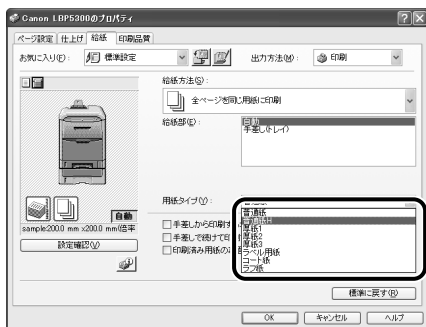 Canon LBP5300のプロパティ
ページ設定 仕上げ 給紙 印刷品質
お気に入り(F): 標準設定
出力方法(M): 印刷
給紙方法(S):
全ページを同じ用紙に印刷
給紙部(E):
自動
手差し(トレイ)
自動
sample:200.0 mm x200.0 mm(倍率
設定確認(V)
用紙タイプ(Y):
普通紙
普通紙H
厚紙1
厚紙2
厚紙3
ラベル用紙
コート紙
ラフ紙
手差しから印刷す
手差しで続けて印
印刷済み用紙の
標準に戻す(R)
OK キャンセル ヘルプ